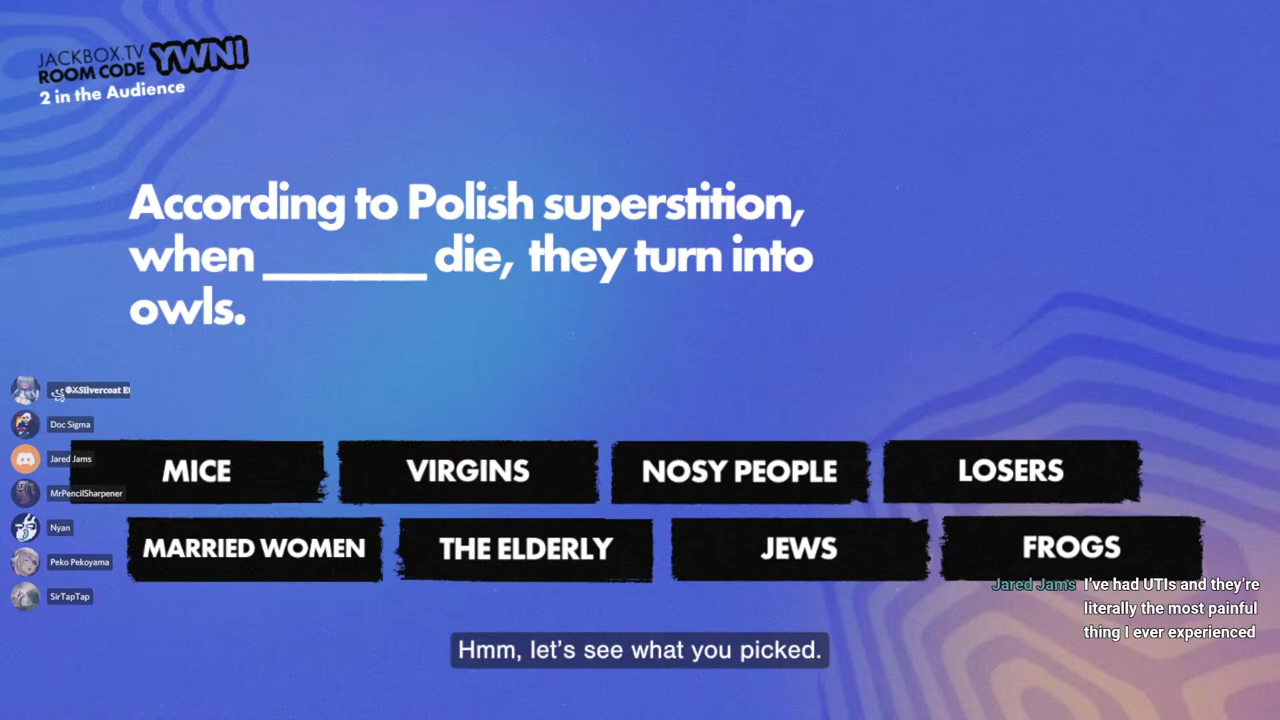 JACKBOX.TV
ROOM CODE YWNI
2 in the Audience
According to Polish superstition,
when ________ die, they turn into
owls.
Silvercoat
Doc Sigma
Jared Jams
MrPencilSharpener
Nyan
Peko Pekoyama
SirTapTap
MICE
VIRGINS
NOSY PEOPLE
LOSERS
MARRIED WOMEN
THE ELDERLY
JEWS
FROGS
Jared Jams I've had UTIs and they're
literally the most painful
thing I ever experienced
Hmm, let's see what you picked.